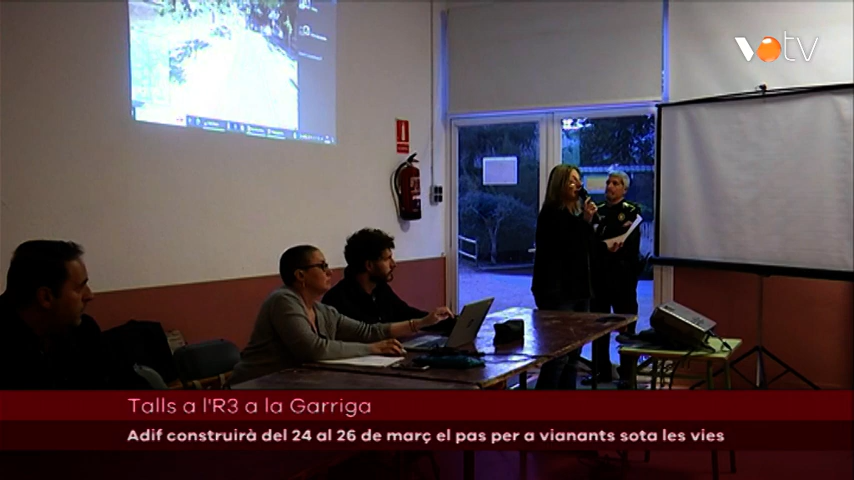 votv
Talls a l'R3 a la Garriga
Adif construirà del 24 al 26 de març el pas per a vianants sota les vies